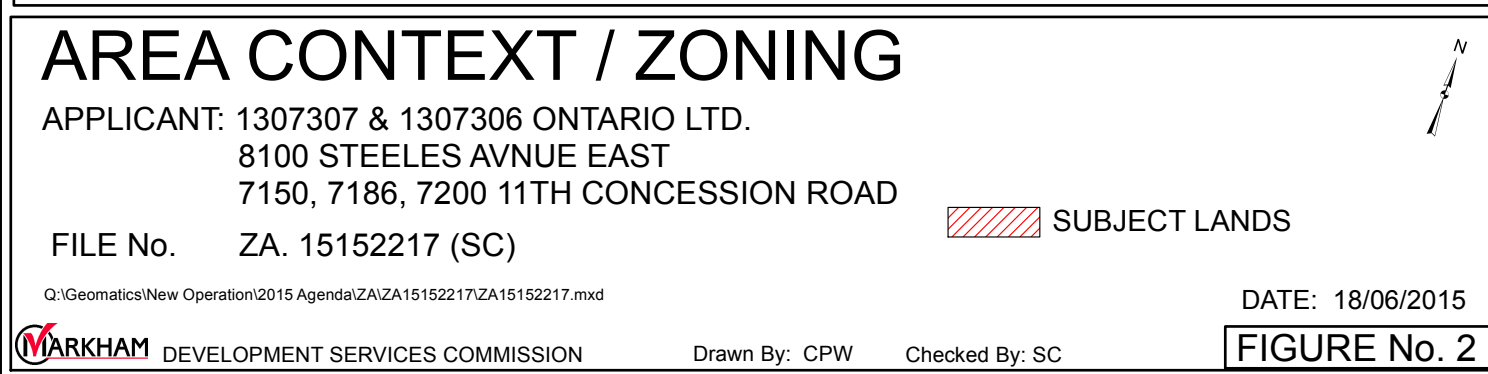 AREA CONTEXT / ZONING
N
APPLICANT: 1307307 & 1307306 ONTARIO LTD.
8100 STEELES AVNUE EAST
7150, 7186, 7200 11TH CONCESSION ROAD
SUBJECT LANDS
FILE No. ZA. 15152217 (SC)
Q:\Geomatics\New Operation\2015 Agenda\ZA\ZA15152217\ZA15152217.mxd
DATE: 18/06/2015
MARKHAM DEVELOPMENT SERVICES COMMISSION Drawn By: CPW Checked By: SC FIGURE No. 2